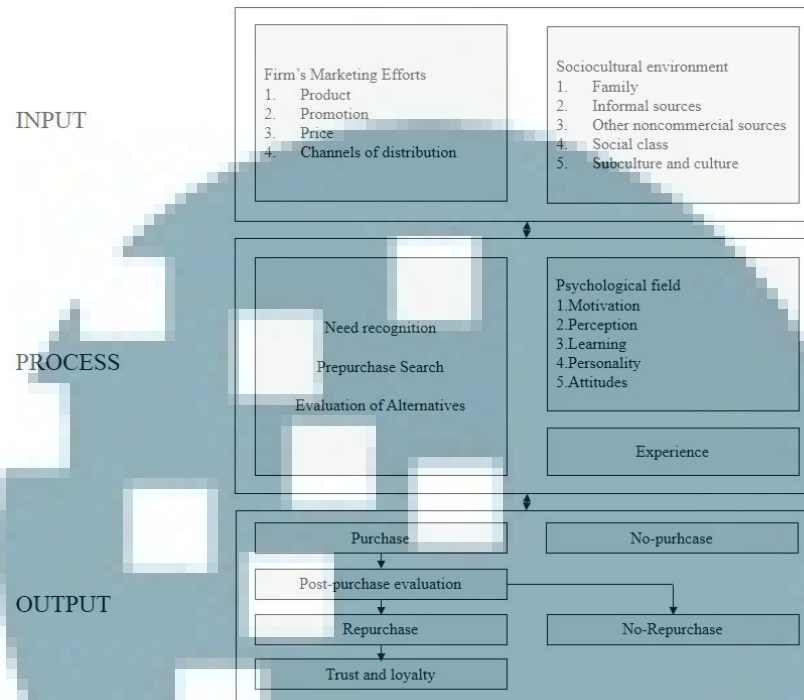 INPUT
Firm's Marketing Efforts
1. Product
2. Promotion
3. Price
4. Channels of distribution
Sociocultural environment
1. Family
2. Informal sources
3. Other noncommercial sources
4. Social class
5. Subculture and culture
PROCESS
Need recognition
Prepurchase Search
Evaluation of Alternatives
Psychological field
1.Motivation
2.Perception
3.Learning
4.Personality
5.Attitudes
Experience
OUTPUT
Purchase
No-purhcase
Post-purchase evaluation
Repurchase
No-Repurchase
Trust and loyalty